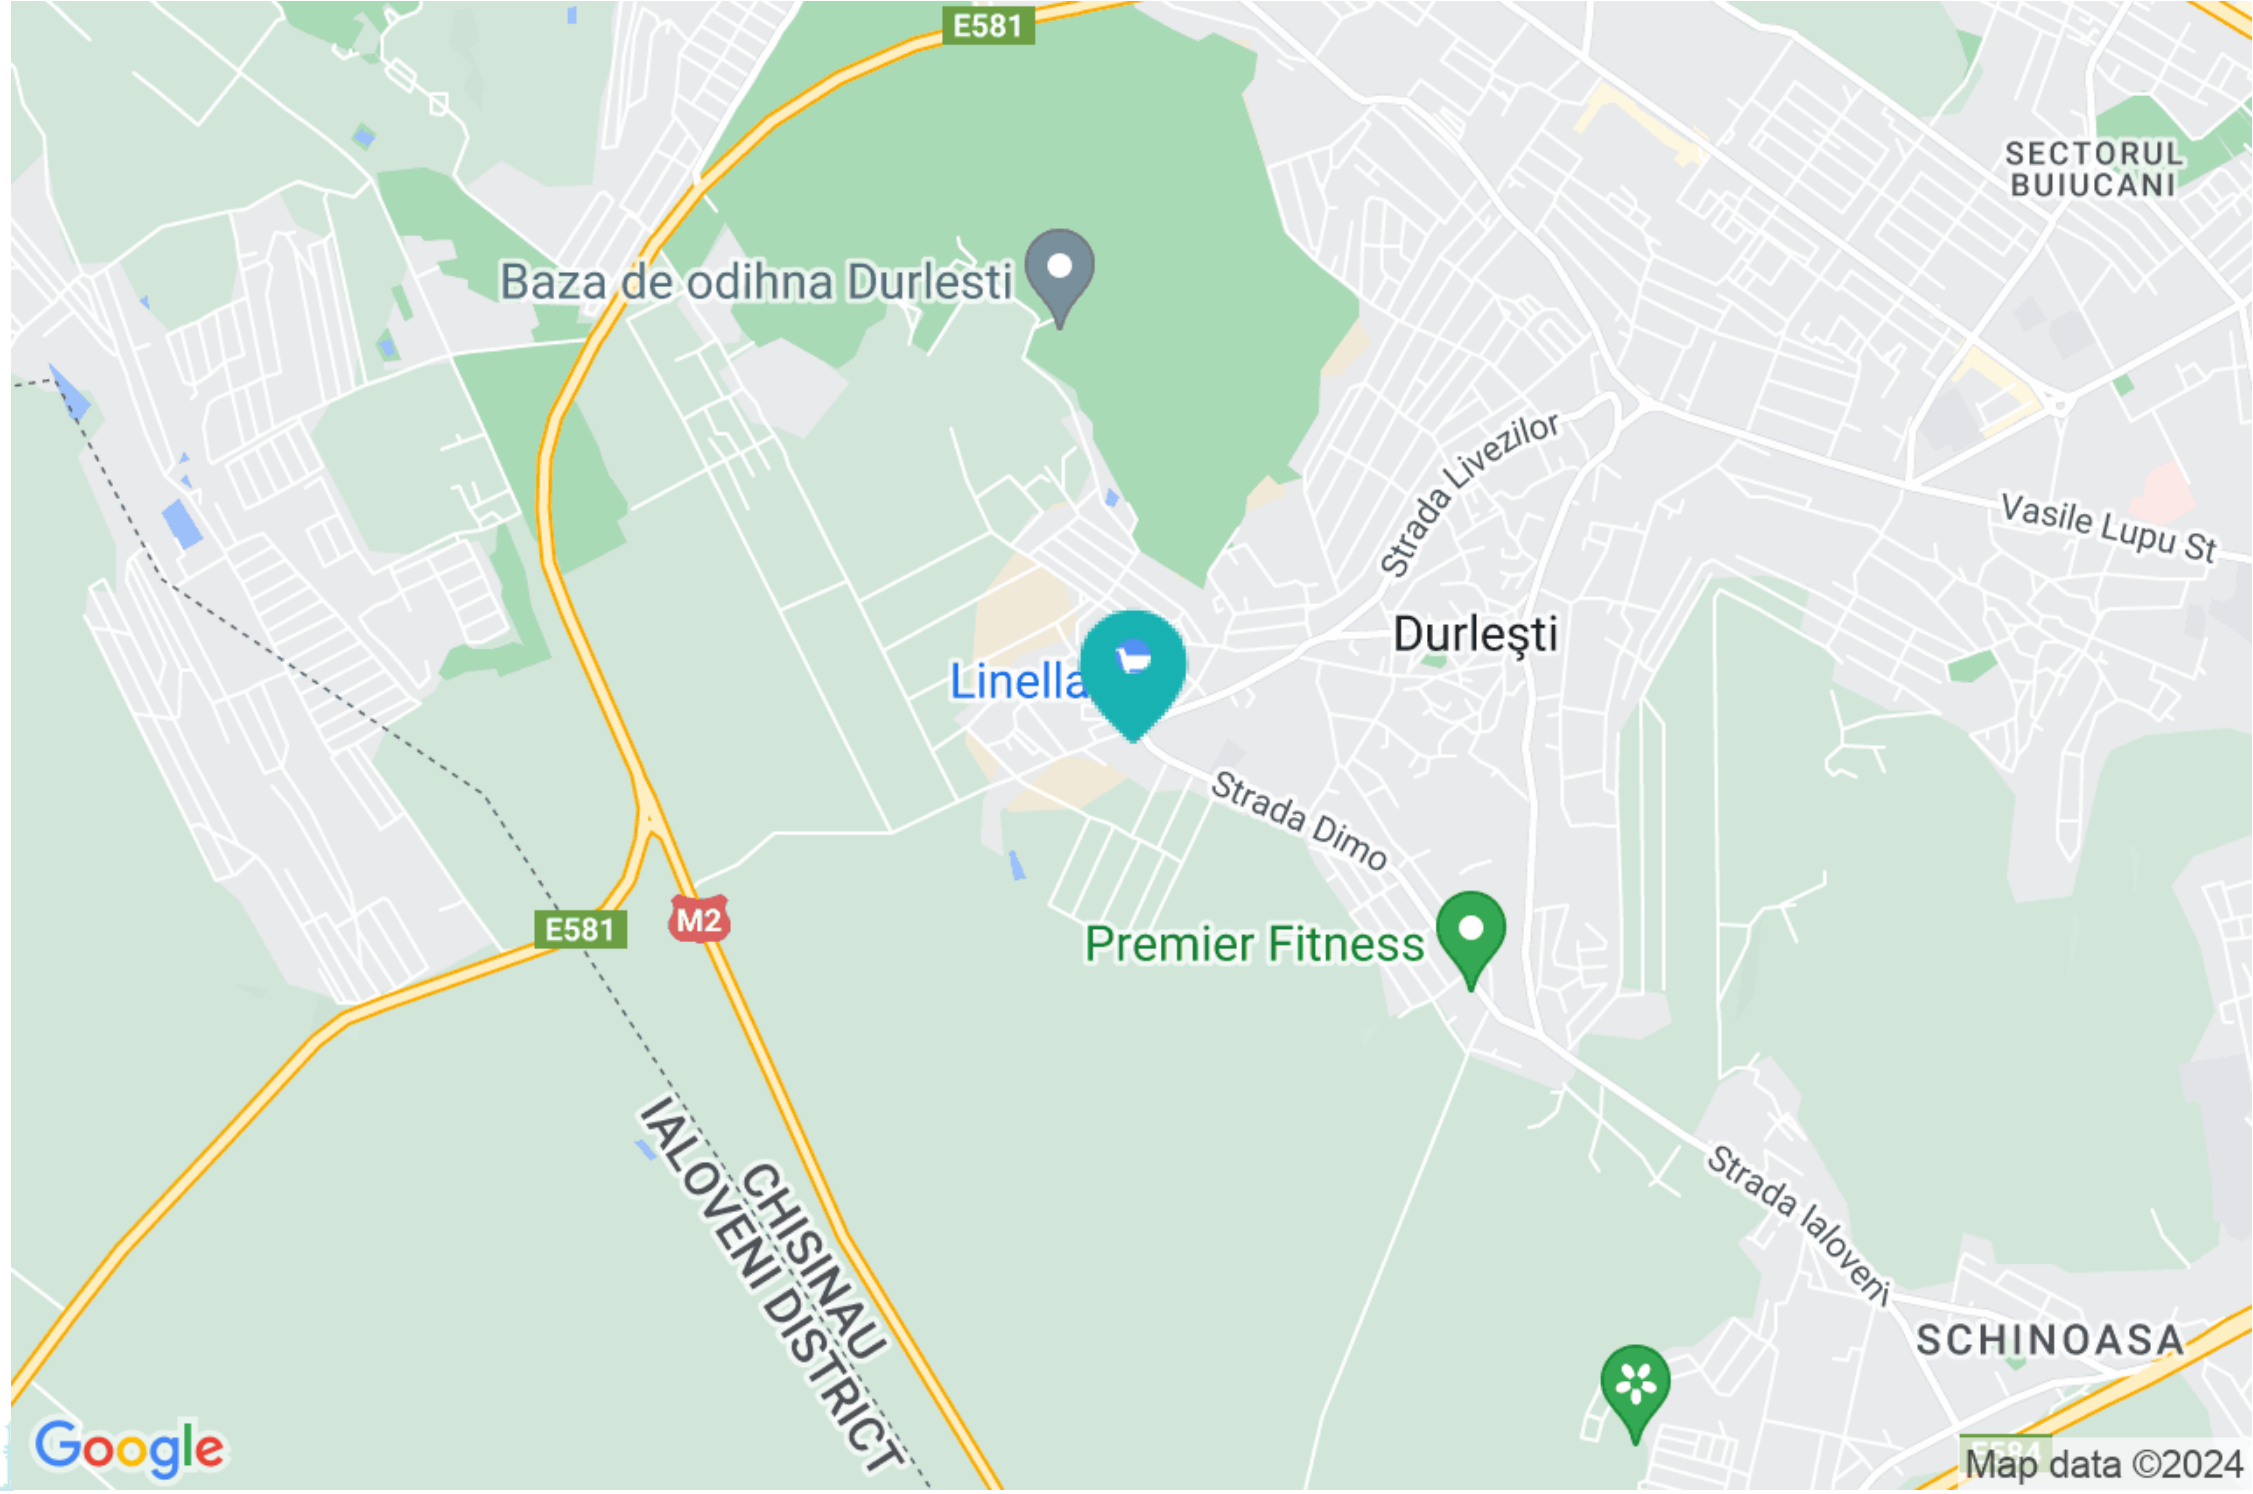 E581
SECTORUL
BUIUCANI
Baza de odihna Durlesti
Strada Livezilor
Vasile Lupu St
Durleşti
Linella
Strada Dimo
E581
M2
Premier Fitness
IALOVENI DISTRICT
CHISINAU
Strada Ialoveni
SCHINOASA
E584
Google
Map data ©2024